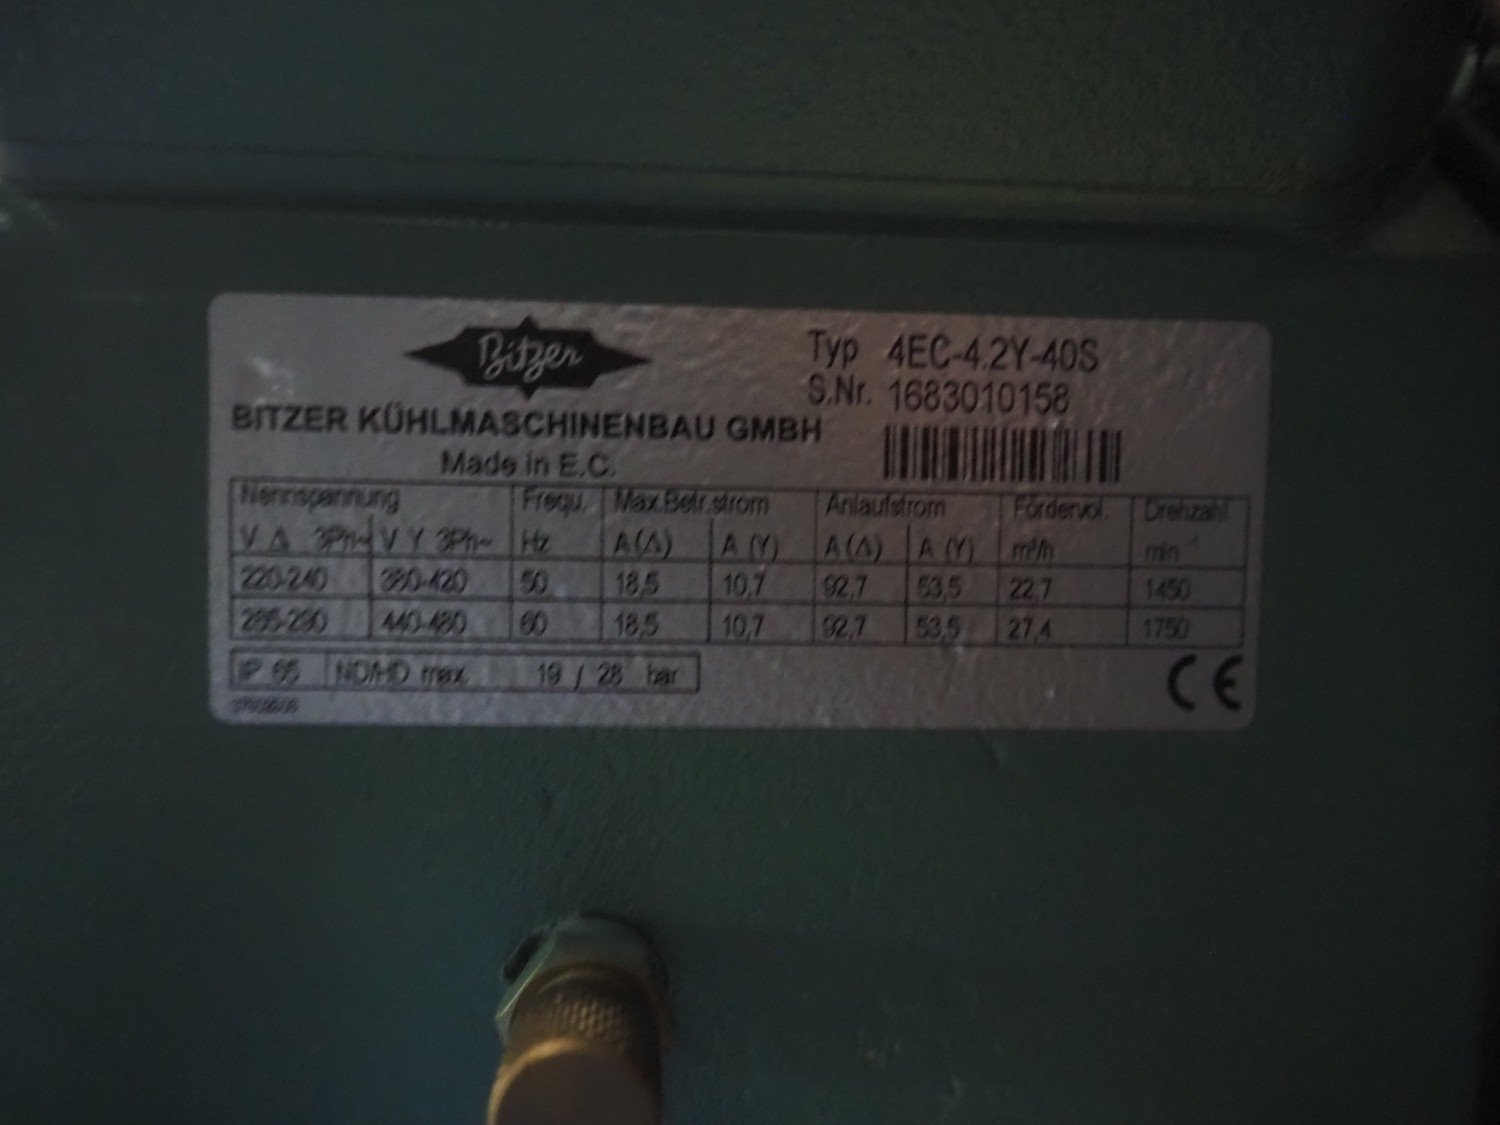 Bitzer
Typ 4EC-4.2Y-40S
S.Nr. 1683010158
BITZER KÜHLMASCHINENBAU GMBH
Made in E.C.
Nennspannung Frequ. Max.Betr.strom Anlaufstrom Fördervol. Drehzahl
V Δ 3Ph~ V Y 3Ph~ Hz A (Δ) A (Y) A (Δ) A (Y) m³/h min⁻¹
220-240 380-420 50 18,5 10,7 92,7 53,5 22,7 1450
265-290 440-480 60 18,5 10,7 92,7 53,5 27,4 1750
IP 65 ND/HD max. 19 / 28 bar
CE